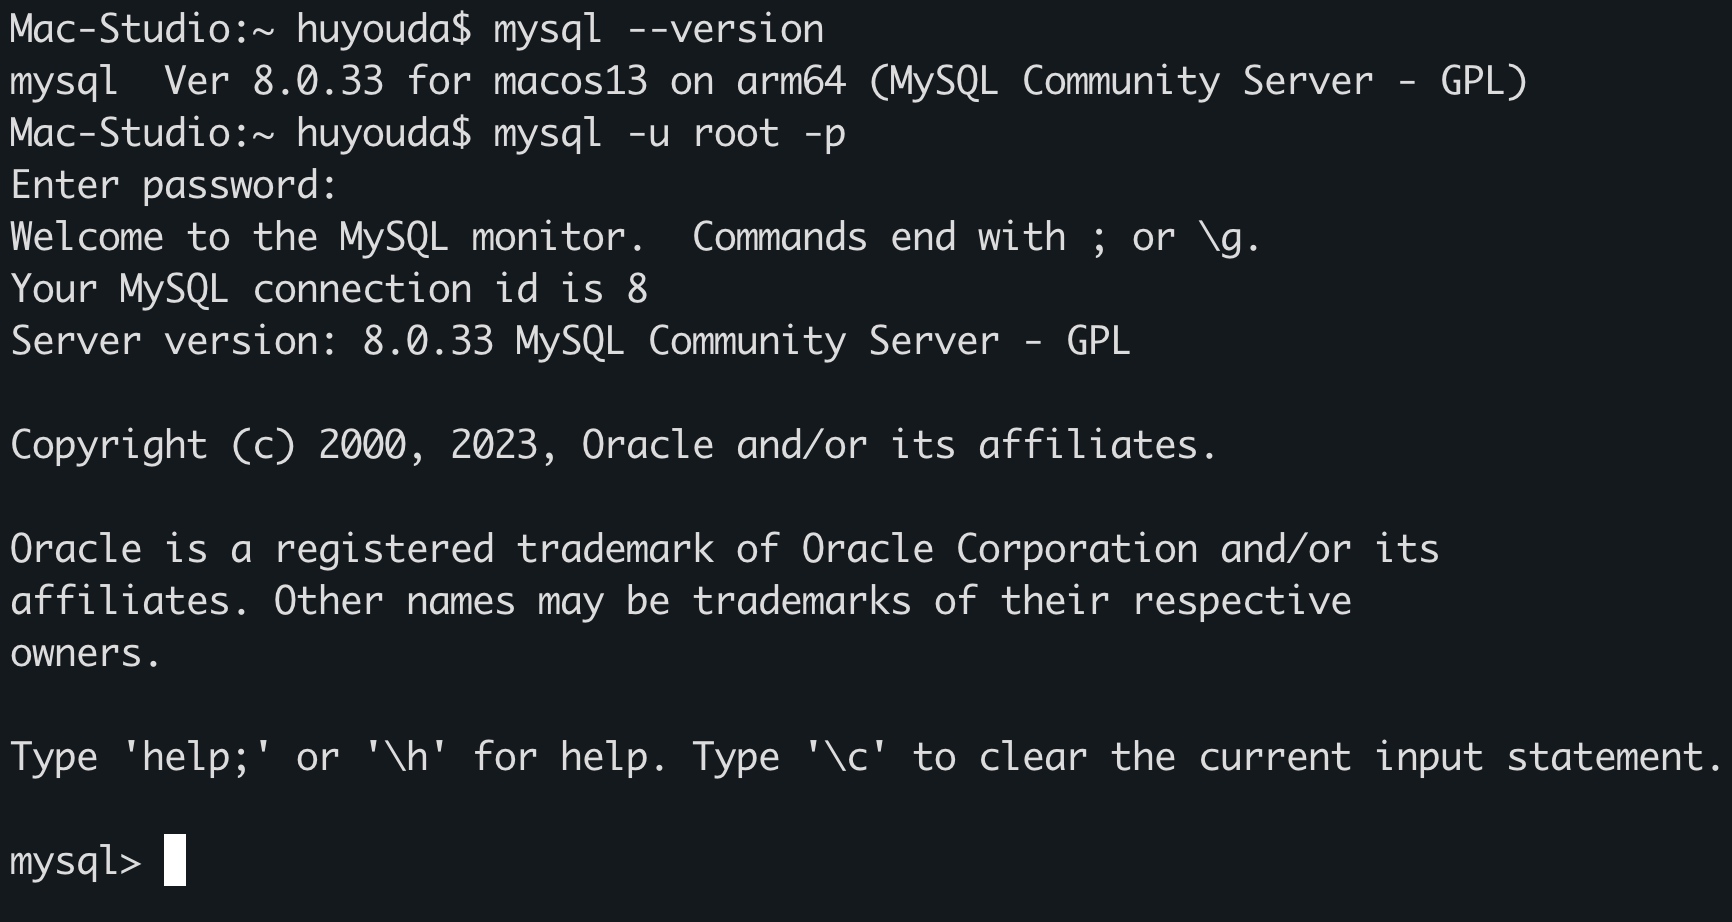 Mac-Studio:~ huyouda$ mysql --version
mysql  Ver 8.0.33 for macos13 on arm64 (MySQL Community Server - GPL)
Mac-Studio:~ huyouda$ mysql -u root -p
Enter password:
Welcome to the MySQL monitor.  Commands end with ; or \g.
Your MySQL connection id is 8
Server version: 8.0.33 MySQL Community Server - GPL

Copyright (c) 2000, 2023, Oracle and/or its affiliates.

Oracle is a registered trademark of Oracle Corporation and/or its
affiliates. Other names may be trademarks of their respective
owners.

Type 'help;' or '\h' for help. Type '\c' to clear the current input statement.

mysql>